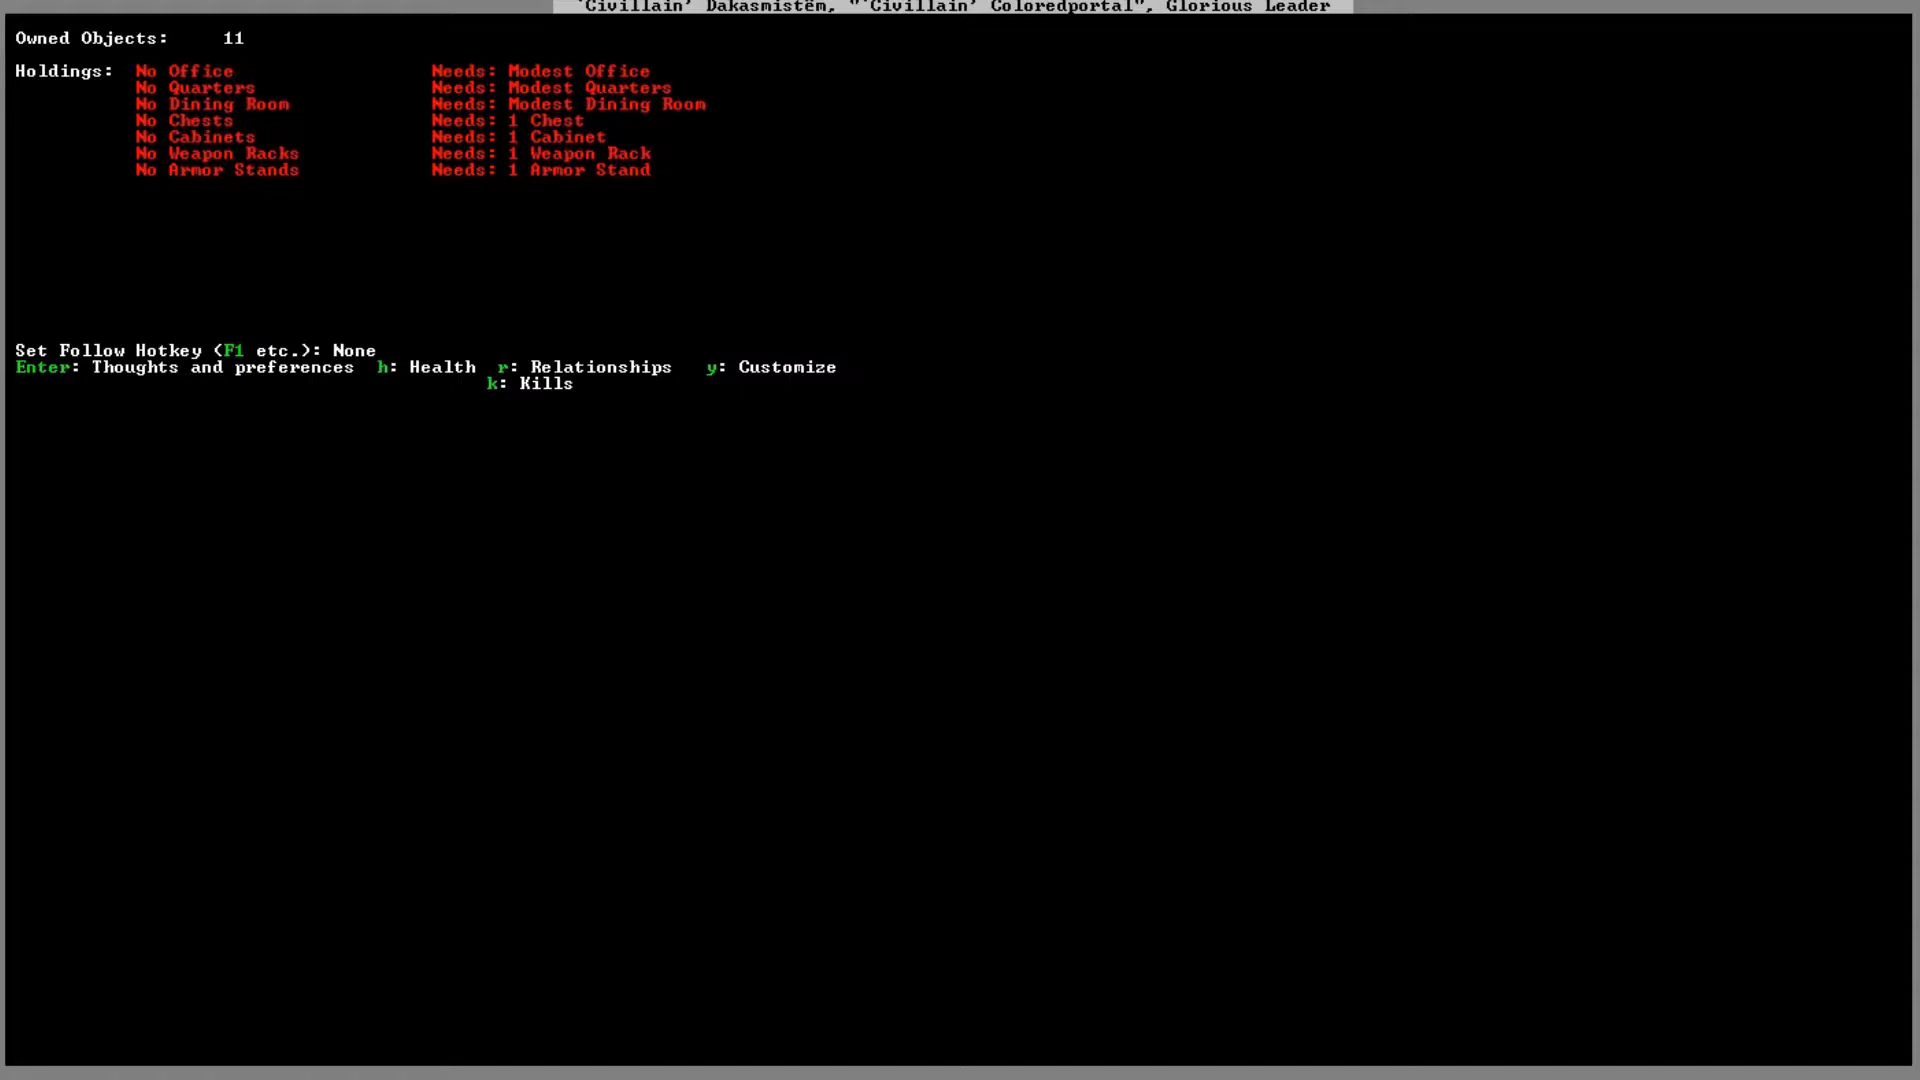 `Civillain' Dakasmistëm, "`Civillain' Coloredportal", Glorious Leader
Owned Objects: 11
Holdings: No Office Needs: Modest Office
No Quarters Needs: Modest Quarters
No Dining Room Needs: Modest Dining Room
No Chests Needs: 1 Chest
No Cabinets Needs: 1 Cabinet
No Weapon Racks Needs: 1 Weapon Rack
No Armor Stands Needs: 1 Armor Stand
Set Follow Hotkey (F1 etc.): None
Enter: Thoughts and preferences h: Health r: Relationships y: Customize
k: Kills